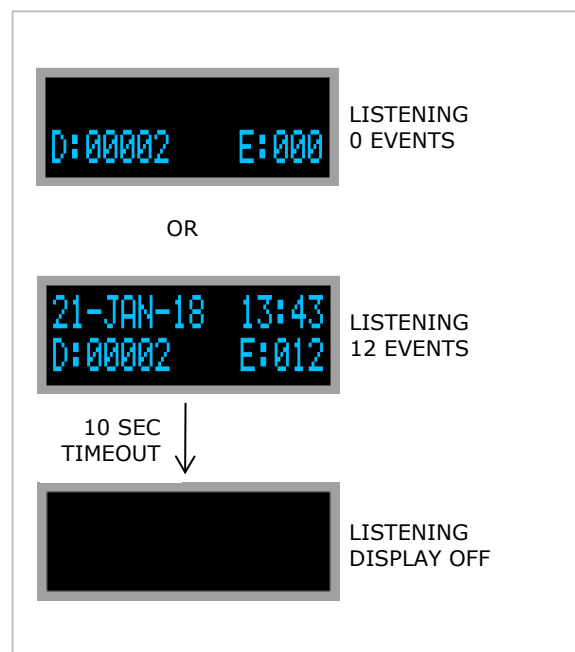 D:00002 E:000
LISTENING
0 EVENTS
OR
21-JAN-18 13:43
D:00002 E:012
LISTENING
12 EVENTS
10 SEC
TIMEOUT
LISTENING
DISPLAY OFF